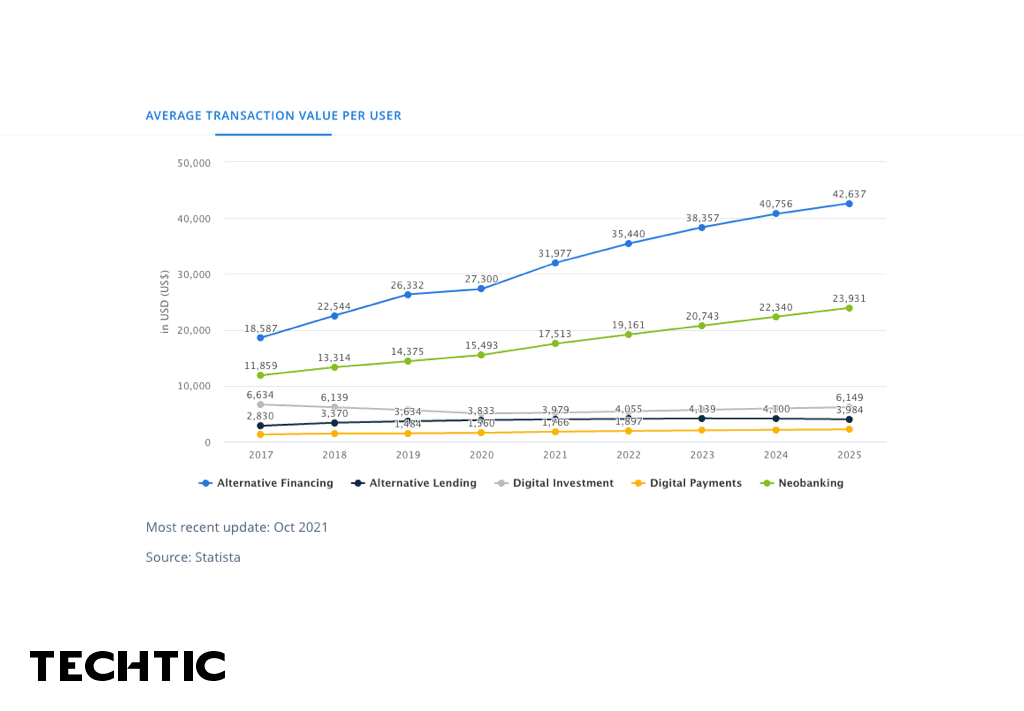 AVERAGE TRANSACTION VALUE PER USER
50,000
40,000
30,000
20,000
10,000
0
in USD (US$)
18,587 22,544 26,332 27,300 31,977 35,440 38,357 40,756 42,637
11,859 13,314 14,375 15,493 17,513 19,161 20,743 22,340 23,931
6,634 6,139 6,149
2,830 3,370 3,634 3,833 3,979 4,055 4,139 4,100 3,984
1,484 1,560 1,766 1,897
2017 2018 2019 2020 2021 2022 2023 2024 2025
Alternative Financing Alternative Lending Digital Investment Digital Payments Neobanking
Most recent update: Oct 2021
Source: Statista
TECHTIC